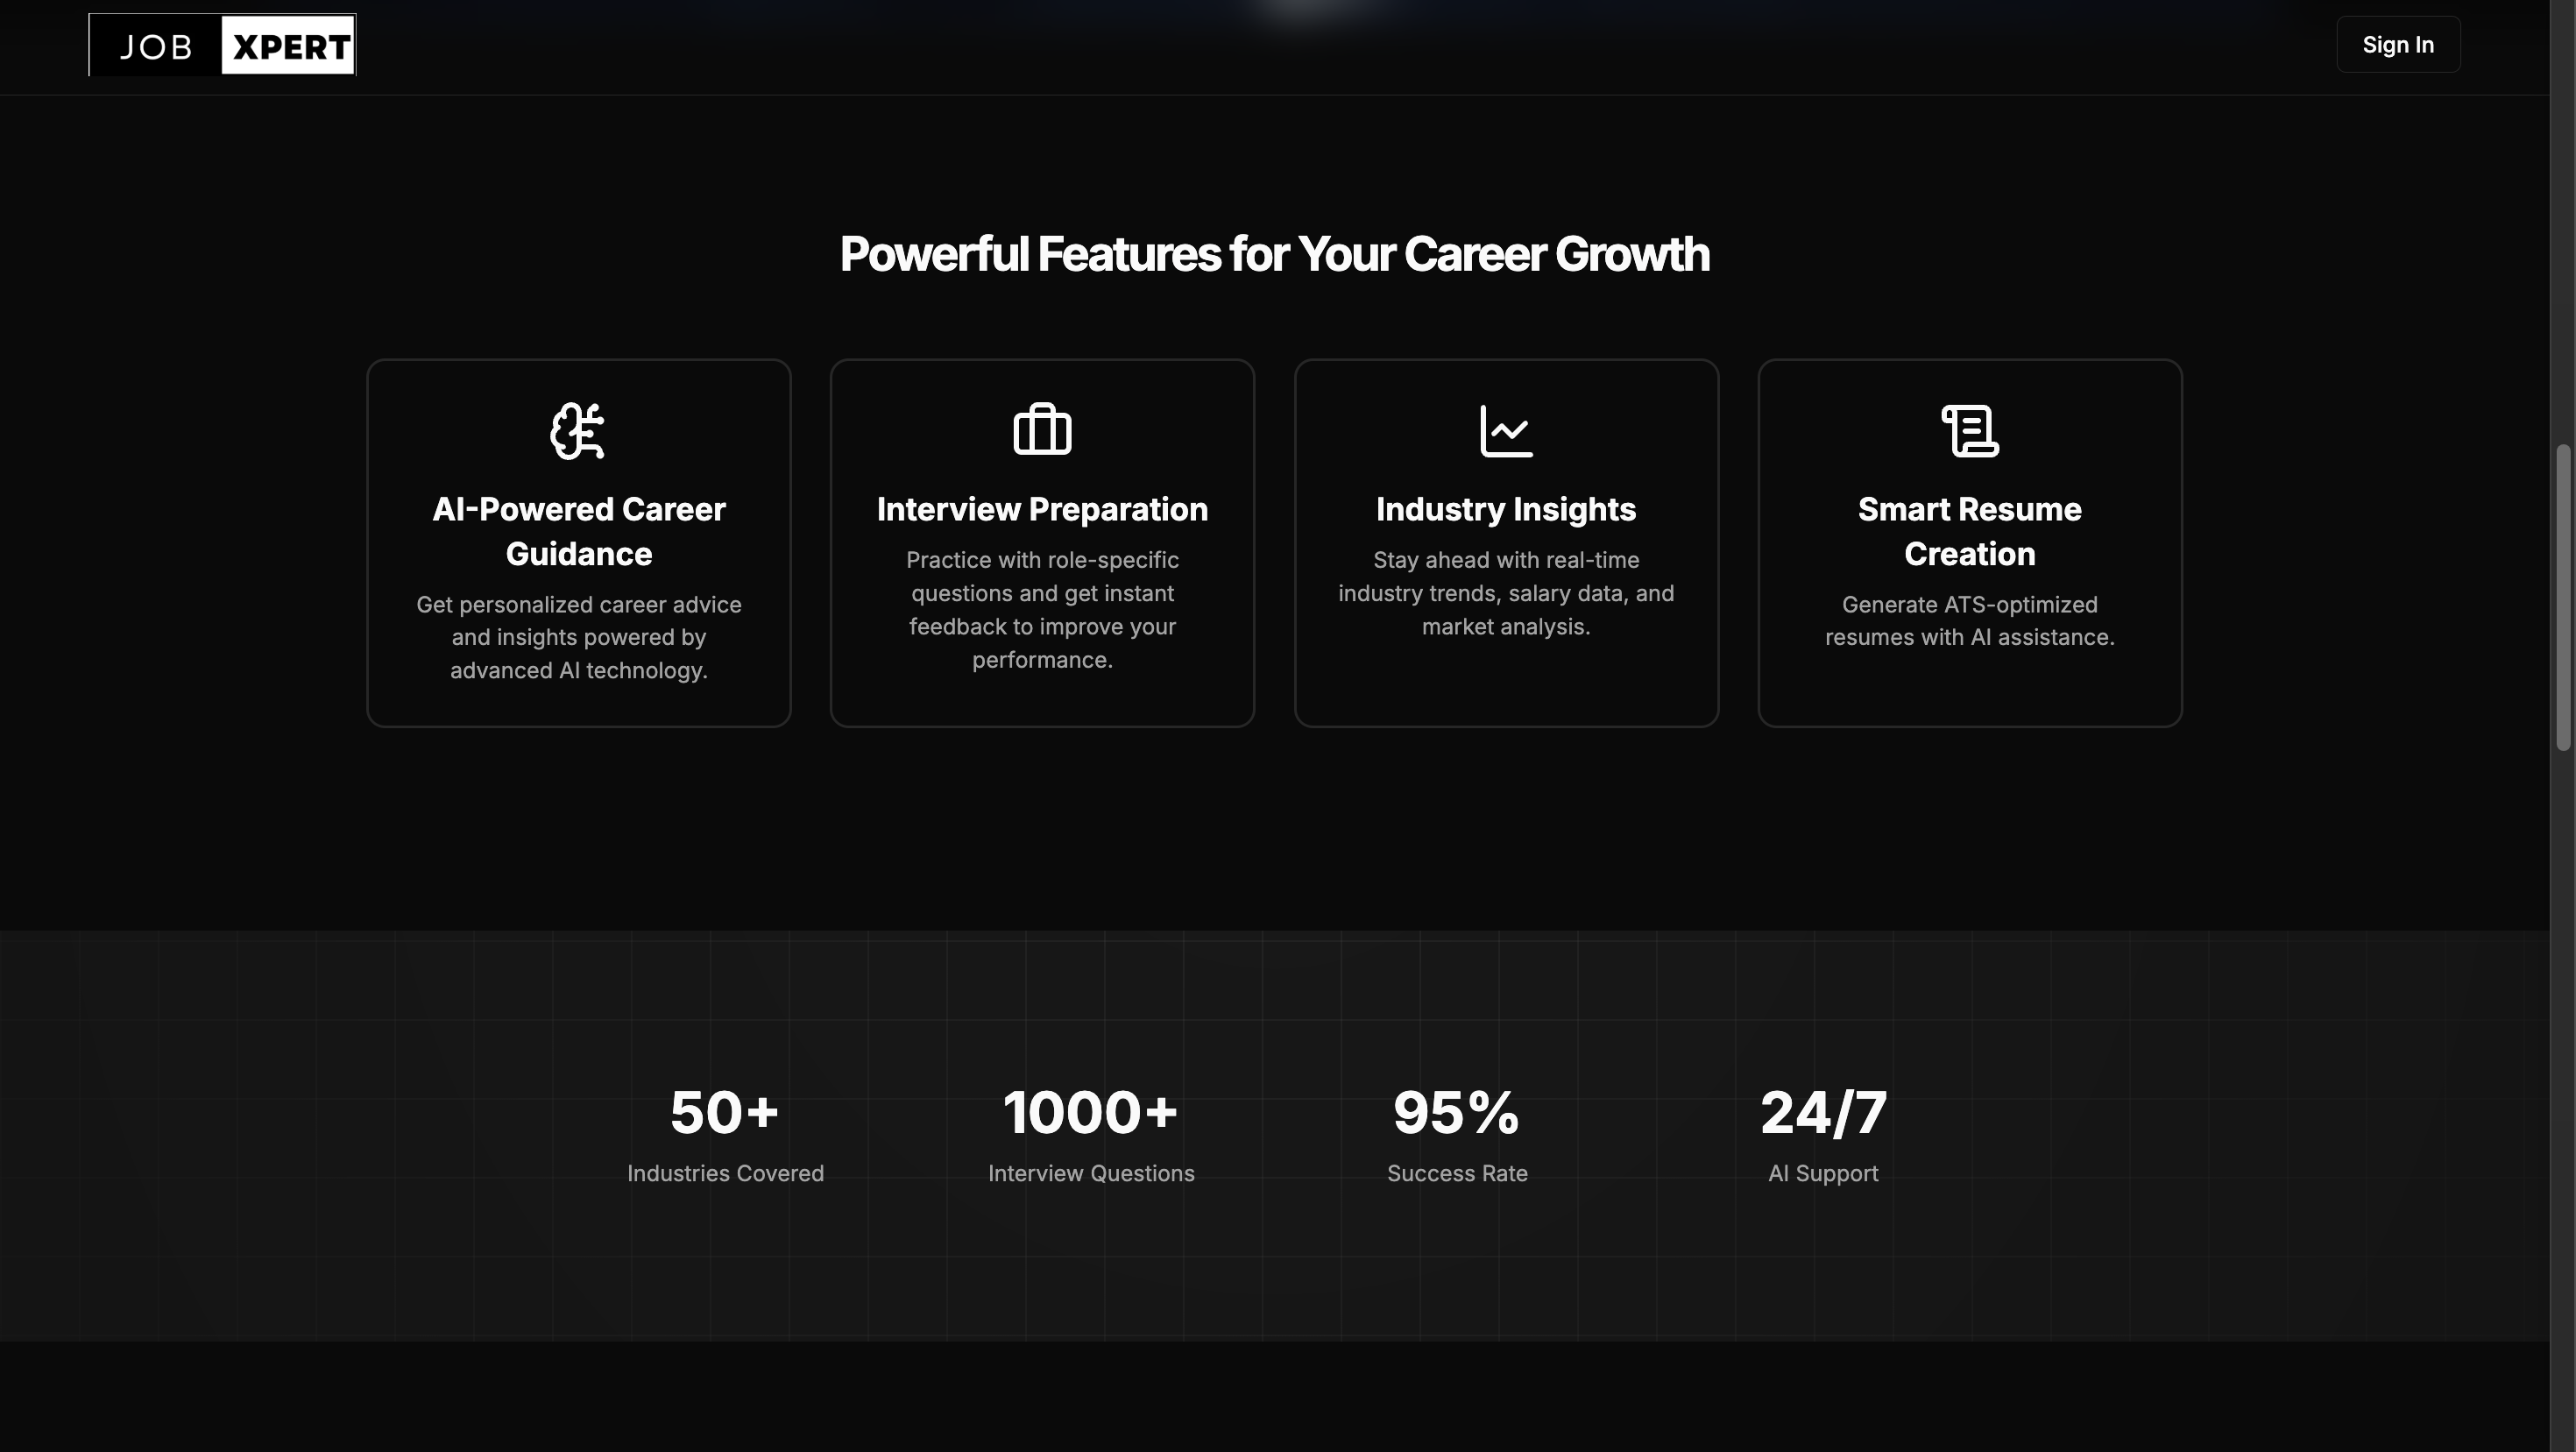 JOB XPERT
Sign In
Powerful Features for Your Career Growth
AI-Powered Career
Guidance
Get personalized career advice
and insights powered by
advanced AI technology.
Interview Preparation
Practice with role-specific
questions and get instant
feedback to improve your
performance.
Industry Insights
Stay ahead with real-time
industry trends, salary data, and
market analysis.
Smart Resume
Creation
Generate ATS-optimized
resumes with AI assistance.
50+
Industries Covered
1000+
Interview Questions
95%
Success Rate
24/7
AI Support